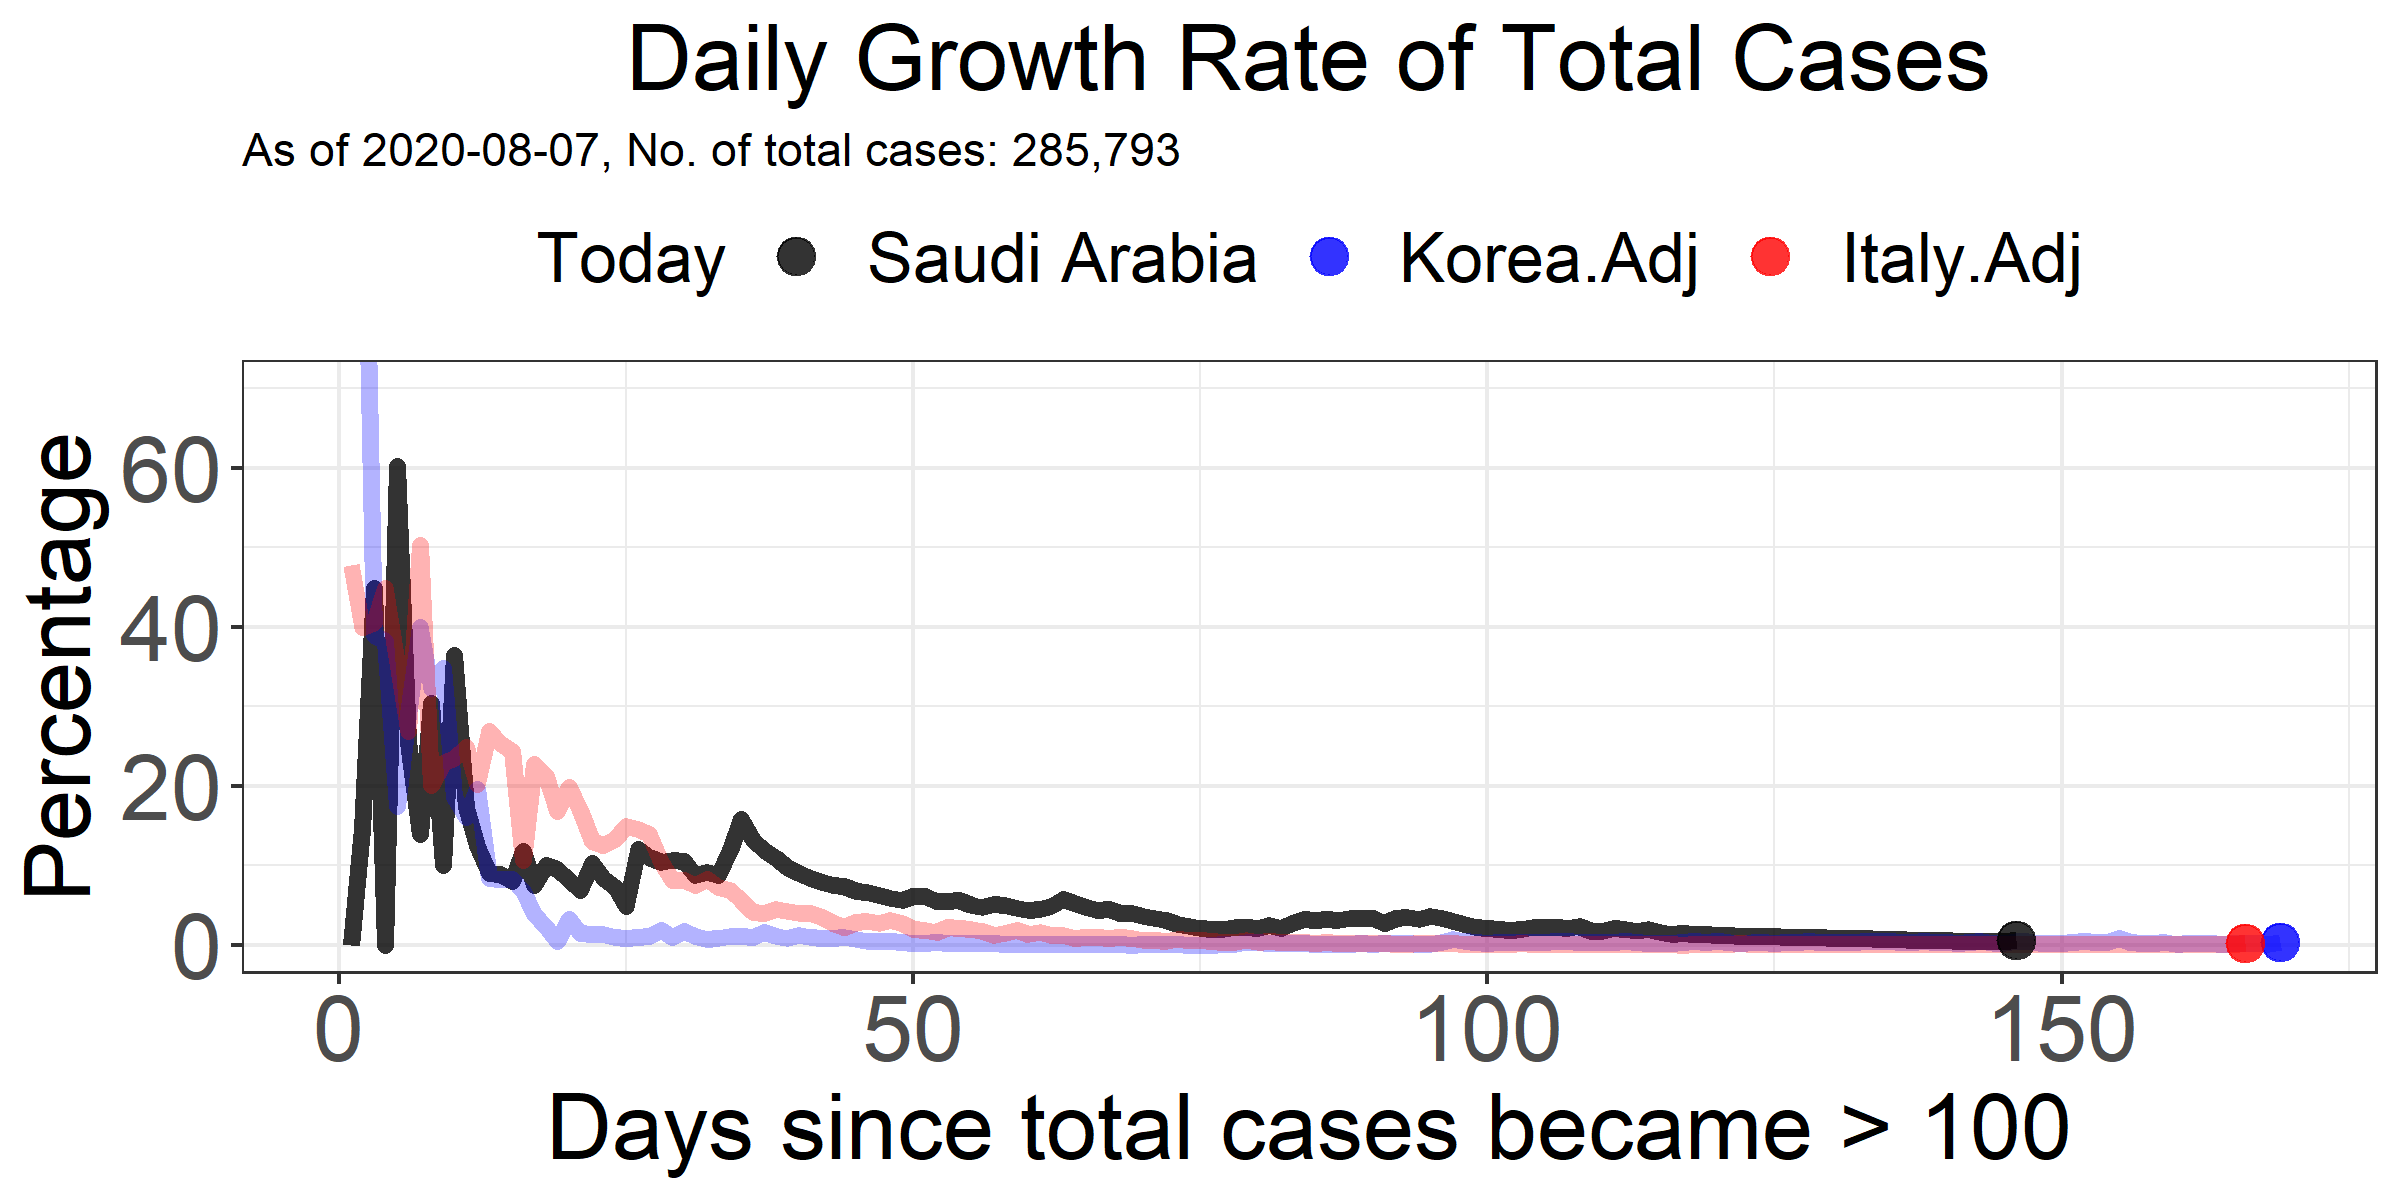 Daily Growth Rate of Total Cases
As of 2020-08-07, No. of total cases: 285,793
Today Saudi Arabia Korea.Adj Italy.Adj
Percentage
60
40
20
0
0 50 100 150
Days since total cases became > 100